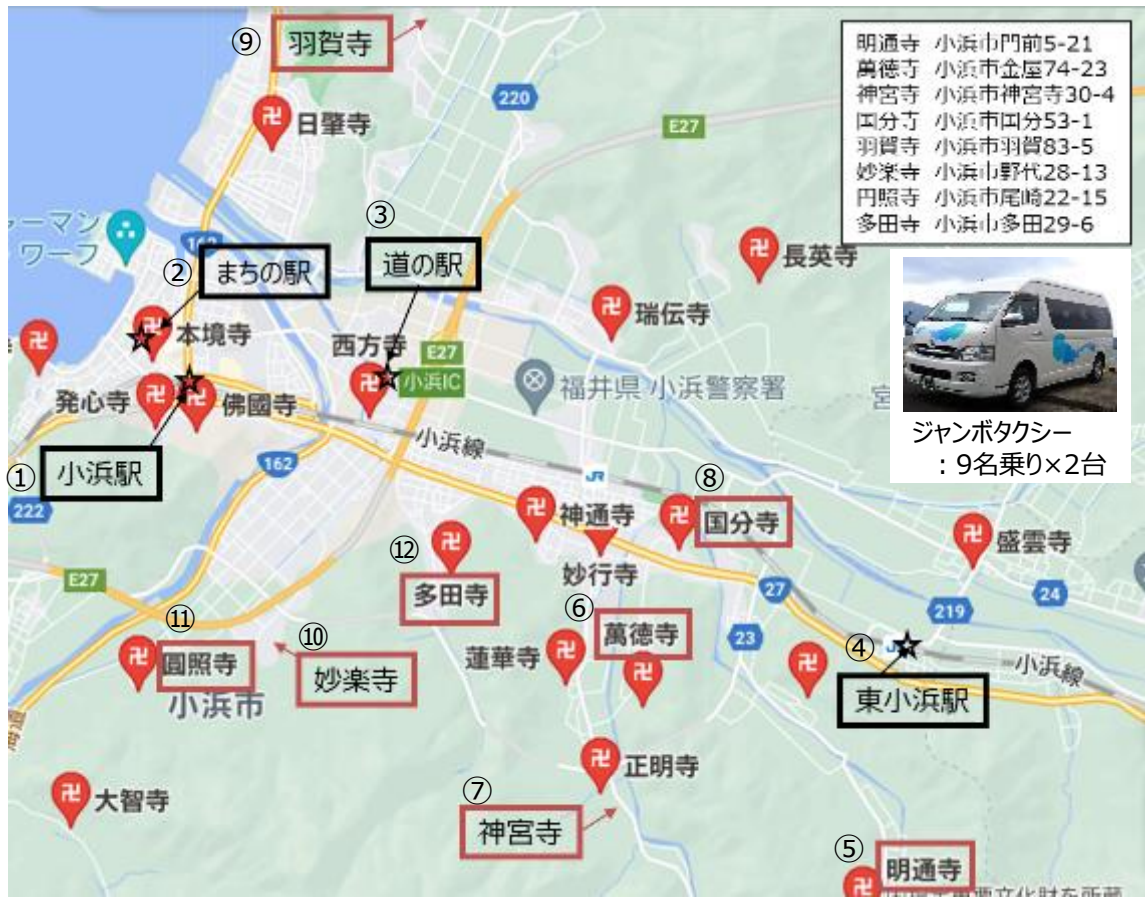 ⑨ 羽賀寺
日肇寺
220
E27
明通寺 小浜市門前5-21
萬徳寺 小浜市金屋74-23
神宮寺 小浜市神宮寺30-4
国分寺 小浜市国分53-1
羽賀寺 小浜市羽賀83-5
妙楽寺 小浜市野代28-13
円照寺 小浜市尾崎22-15
多田寺 小浜市多田29-6
ーマン
ワーフ
162
② まちの駅
③
道の駅
長英寺
瑞伝寺
本境寺
西方寺
E27
小浜IC
福井県 小浜警察署
宮
ジャンボタクシー
：９名乗り×２台
発心寺
佛國寺
小浜線
① 小浜駅
162
222
JR
⑧
国分寺
神通寺
妙行寺
盛雲寺
⑫
多田寺
E27
27
24
219
23
⑪
圓照寺
小浜市
⑩
妙楽寺
⑥
萬徳寺
蓮華寺
④
東小浜駅
小浜線
大智寺
正明寺
⑦
神宮寺
⑤ 明通寺